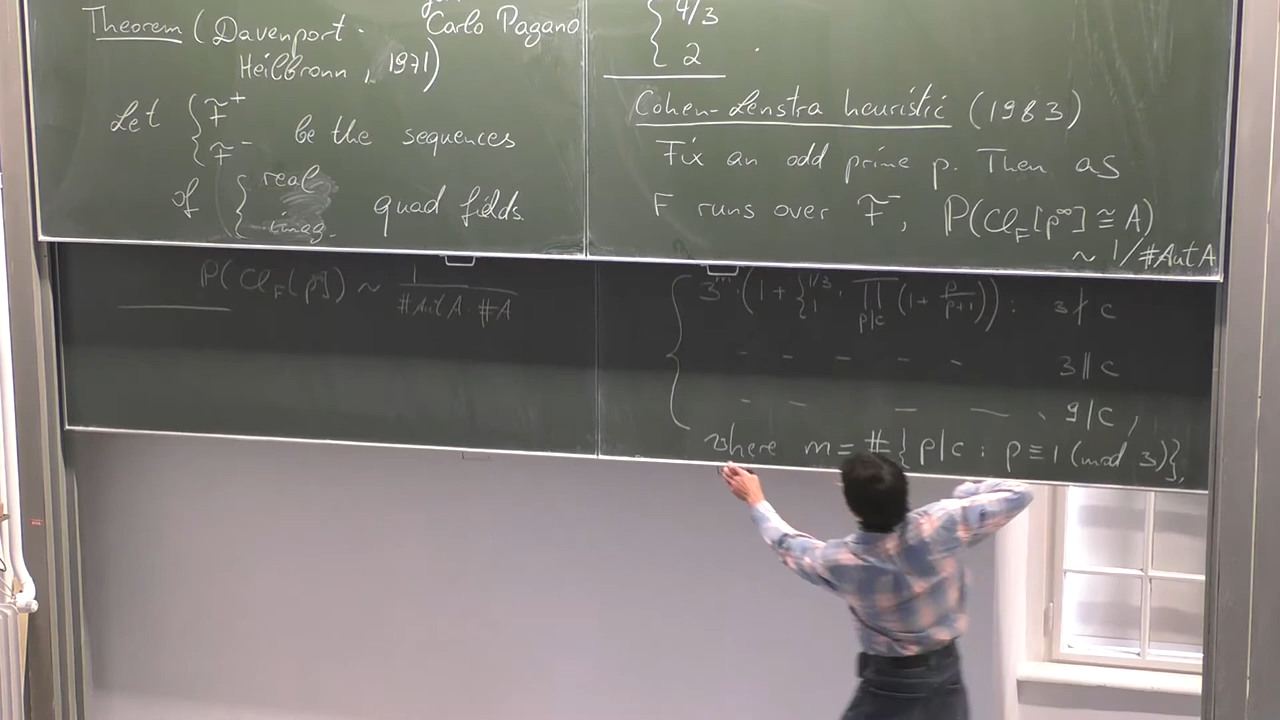 Theorem (Davenport-
Heilbronn, 1971)
Carlo Pagano
Let { F̃⁺ F̃⁻ be the sequences
of { real imag. quad fields.
{ 4/3
2
Cohen-Lenstra heuristic (1983)
Fix an odd prime p. Then as
F runs over F̃⁻, P(Cl_F[p^∞] ≅ A)
~ 1/#Aut A
P(Cl_F[p^∞]) ~ 1/(#Aut A · #A)
{ 3^m · (1 + { 1/3 1 · ∏_{p|c} (1 + p/(p+1))) : 3∤c
- - - - - 3||c
- - - - 9|c,
where m = #{p|c : p ≡ 1 (mod 3)},